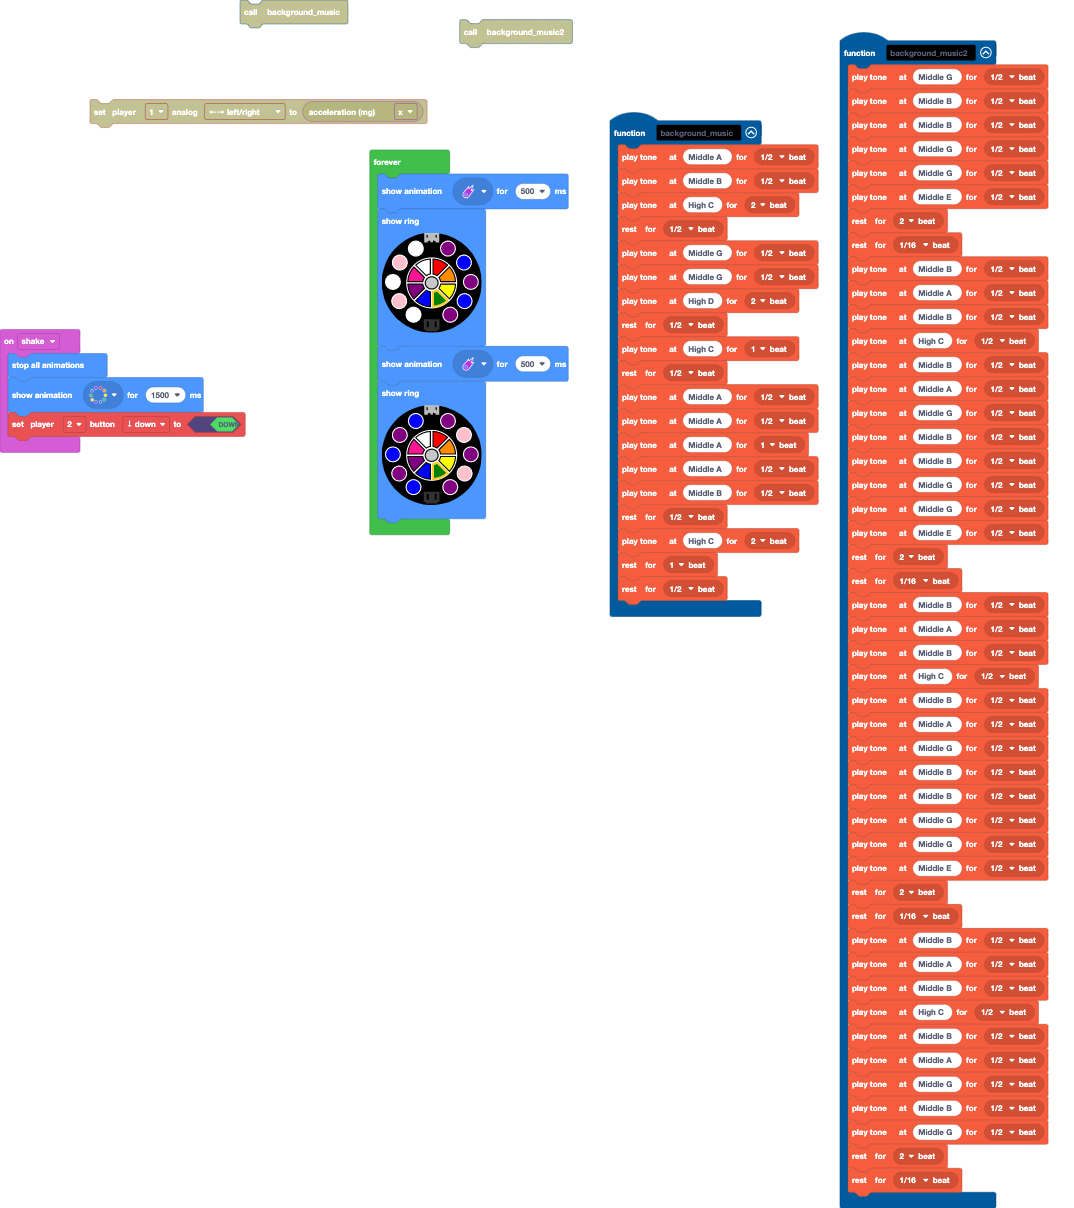 call background_music
call background_music2
set player 1 analog ←→ left/right to acceleration (mg) x
on shake
stop all animations
show animation for 1500 ms
set player 2 button ↓ down to DOW
forever
show animation for 500 ms
show ring
show animation for 500 ms
show ring
function background_music
play tone at Middle A for 1/2 beat
play tone at Middle B for 1/2 beat
play tone at High C for 2 beat
rest for 1/2 beat
play tone at Middle G for 1/2 beat
play tone at Middle G for 1/2 beat
play tone at High D for 2 beat
rest for 1/2 beat
play tone at High C for 1 beat
rest for 1/2 beat
play tone at Middle A for 1/2 beat
play tone at Middle A for 1/2 beat
play tone at Middle A for 1 beat
play tone at Middle A for 1/2 beat
play tone at Middle B for 1/2 beat
rest for 1/2 beat
play tone at High C for 2 beat
rest for 1 beat
rest for 1/2 beat
function background_music2
play tone at Middle G for 1/2 beat
play tone at Middle B for 1/2 beat
play tone at Middle B for 1/2 beat
play tone at Middle G for 1/2 beat
play tone at Middle G for 1/2 beat
play tone at Middle E for 1/2 beat
rest for 2 beat
rest for 1/16 beat
play tone at Middle B for 1/2 beat
play tone at Middle A for 1/2 beat
play tone at Middle B for 1/2 beat
play tone at High C for 1/2 beat
play tone at Middle B for 1/2 beat
play tone at Middle A for 1/2 beat
play tone at Middle G for 1/2 beat
play tone at Middle B for 1/2 beat
play tone at Middle B for 1/2 beat
play tone at Middle G for 1/2 beat
play tone at Middle G for 1/2 beat
play tone at Middle E for 1/2 beat
rest for 2 beat
rest for 1/16 beat
play tone at Middle B for 1/2 beat
play tone at Middle A for 1/2 beat
play tone at Middle B for 1/2 beat
play tone at High C for 1/2 beat
play tone at Middle B for 1/2 beat
play tone at Middle A for 1/2 beat
play tone at Middle G for 1/2 beat
play tone at Middle B for 1/2 beat
play tone at Middle B for 1/2 beat
play tone at Middle G for 1/2 beat
play tone at Middle G for 1/2 beat
play tone at Middle E for 1/2 beat
rest for 2 beat
rest for 1/16 beat
play tone at Middle B for 1/2 beat
play tone at Middle A for 1/2 beat
play tone at Middle B for 1/2 beat
play tone at High C for 1/2 beat
play tone at Middle B for 1/2 beat
play tone at Middle A for 1/2 beat
play tone at Middle G for 1/2 beat
play tone at Middle B for 1/2 beat
play tone at Middle G for 1/2 beat
rest for 2 beat
rest for 1/16 beat